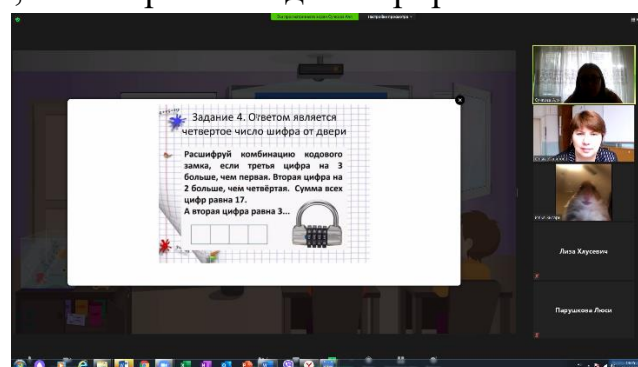 Задание 4. Ответом является
четвертое число шифра от двери
Расшифруй комбинацию кодового
замка, если третья цифра на 3
больше, чем первая. Вторая цифра на
2 больше, чем четвёртая. Сумма всех
цифр равна 17.
А вторая цифра равна 3...
Лиза Хаусевич
Парушкова Люси